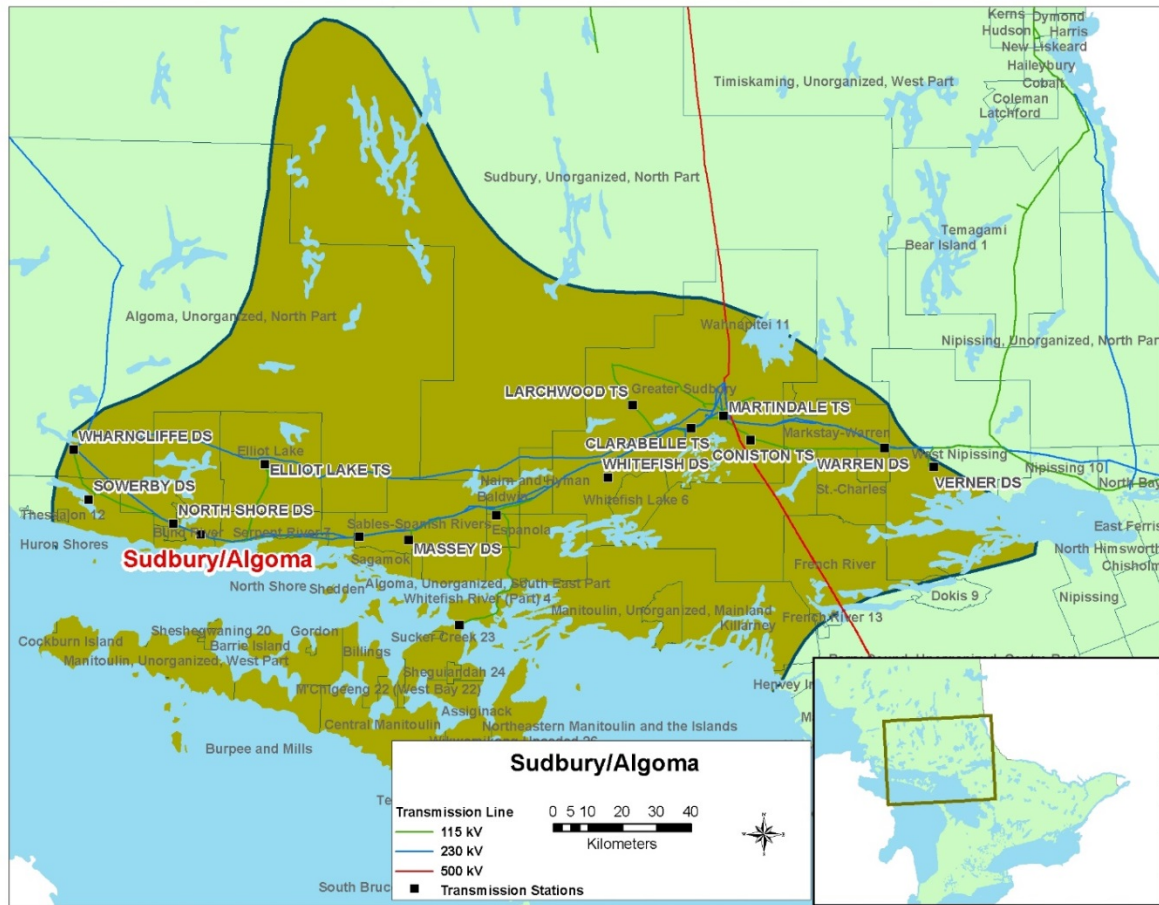 Kerns Dymond
Hudson Harris
New Liskeard
Haileybury
Cobalt
Coleman
Latchford
Timiskaming, Unorganized, West Part
Sudbury, Unorganized, North Part
Temagami
Bear Island 1
Algoma, Unorganized, North Part
Wahnapitei 11
Nipissing, Unorganized, North Part
LARCHWOOD TS
Greater Sudbury
MARTINDALE TS
WHARNCLIFFE DS
Elliot Lake
ELLIOT LAKE TS
CLARABELLE TS
Markstay-Warren
CONISTON TS
West Nipissing
WHITEFISH DS
WARREN DS
Nipissing 10
SOWERBY DS
Nairn and Hyman
Baldwin
Whitefish Lake 6
St.-Charles
VERNER DS
North Bay
Thessalon 12
NORTH SHORE DS
Sables-Spanish Rivers
Espanola
East Ferris
Huron Shores
Blind River
Serpent River 7
MASSEY DS
Sudbury/Algoma
Sagamok
North Himsworth
Chisholm
French River
North Shore
Shedden
Algoma, Unorganized, South East Part
Whitefish River (Part) 4
Dokis 9
Nipissing
Manitoulin, Unorganized, Mainland
Killarney
French River 13
Cockburn Island
Sheshegwaning 20
Gordon
Sucker Creek 23
Barrie Island
Billings
Manitoulin, Unorganized, West Part
Sheguiandah 24
M'Chigeeng 22 (West Bay 22)
Assiginack
Central Manitoulin
Northeastern Manitoulin and the Islands
Burpee and Mills
Sudbury/Algoma
Transmission Line
115 kV
230 kV
500 kV
Transmission Stations
0 5 10 20 30 40
Kilometers
South Bruc